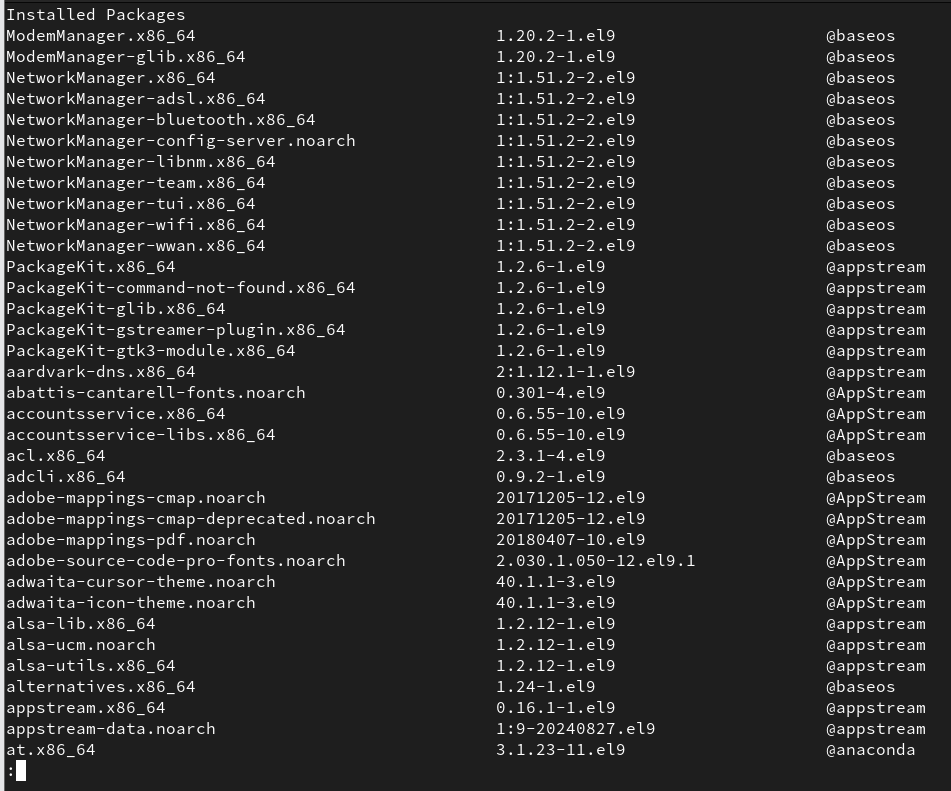 Installed Packages
ModemManager.x86_64 1.20.2-1.el9 @baseos
ModemManager-glib.x86_64 1.20.2-1.el9 @baseos
NetworkManager.x86_64 1:1.51.2-2.el9 @baseos
NetworkManager-adsl.x86_64 1:1.51.2-2.el9 @baseos
NetworkManager-bluetooth.x86_64 1:1.51.2-2.el9 @baseos
NetworkManager-config-server.noarch 1:1.51.2-2.el9 @baseos
NetworkManager-libnm.x86_64 1:1.51.2-2.el9 @baseos
NetworkManager-team.x86_64 1:1.51.2-2.el9 @baseos
NetworkManager-tui.x86_64 1:1.51.2-2.el9 @baseos
NetworkManager-wifi.x86_64 1:1.51.2-2.el9 @baseos
NetworkManager-wwan.x86_64 1:1.51.2-2.el9 @baseos
PackageKit.x86_64 1.2.6-1.el9 @appstream
PackageKit-command-not-found.x86_64 1.2.6-1.el9 @appstream
PackageKit-glib.x86_64 1.2.6-1.el9 @appstream
PackageKit-gstreamer-plugin.x86_64 1.2.6-1.el9 @appstream
PackageKit-gtk3-module.x86_64 1.2.6-1.el9 @appstream
aardvark-dns.x86_64 2:1.12.1-1.el9 @appstream
abattis-cantarell-fonts.noarch 0.301-4.el9 @AppStream
accountsservice.x86_64 0.6.55-10.el9 @AppStream
accountsservice-libs.x86_64 0.6.55-10.el9 @AppStream
acl.x86_64 2.3.1-4.el9 @baseos
adcli.x86_64 0.9.2-1.el9 @baseos
adobe-mappings-cmap.noarch 20171205-12.el9 @AppStream
adobe-mappings-cmap-deprecated.noarch 20171205-12.el9 @AppStream
adobe-mappings-pdf.noarch 20180407-10.el9 @AppStream
adobe-source-code-pro-fonts.noarch 2.030.1.050-12.el9.1 @AppStream
adwaita-cursor-theme.noarch 40.1.1-3.el9 @AppStream
adwaita-icon-theme.noarch 40.1.1-3.el9 @AppStream
alsa-lib.x86_64 1.2.12-1.el9 @appstream
alsa-ucm.noarch 1.2.12-1.el9 @appstream
alsa-utils.x86_64 1.2.12-1.el9 @appstream
alternatives.x86_64 1.24-1.el9 @baseos
appstream.x86_64 0.16.1-1.el9 @appstream
appstream-data.noarch 1:9-20240827.el9 @appstream
at.x86_64 3.1.23-11.el9 @anaconda
: